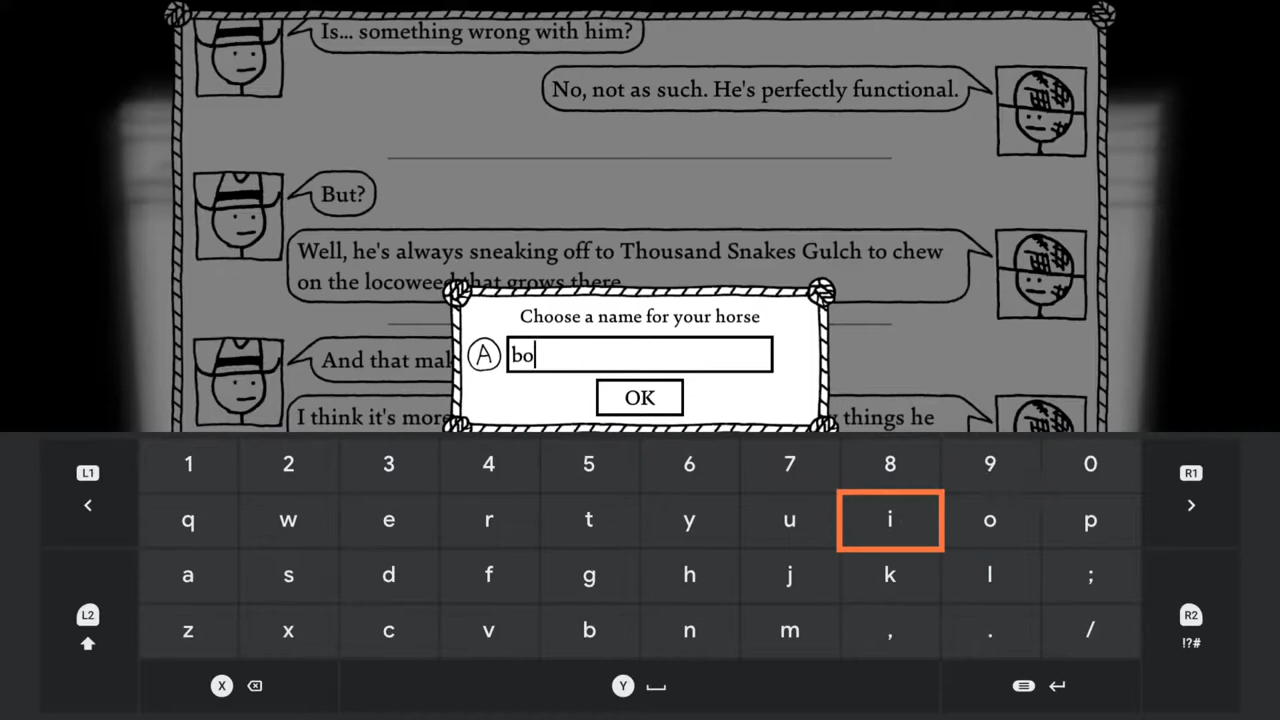 Is... something wrong with him?
No, not as such. He's perfectly functional.
But?
Well, he's always sneaking off to Thousand Snakes Gulch to chew
on the locoweed that grows there
And that mak
I think it's more
things he
Choose a name for your horse
A bo
OK
L1 1 2 3 4 5 6 7 8 9 0 R1
< q w e r t y u i o p >
a s d f g h j k l ;
L2 R2
z x c v b n m , . / !?#
X Y